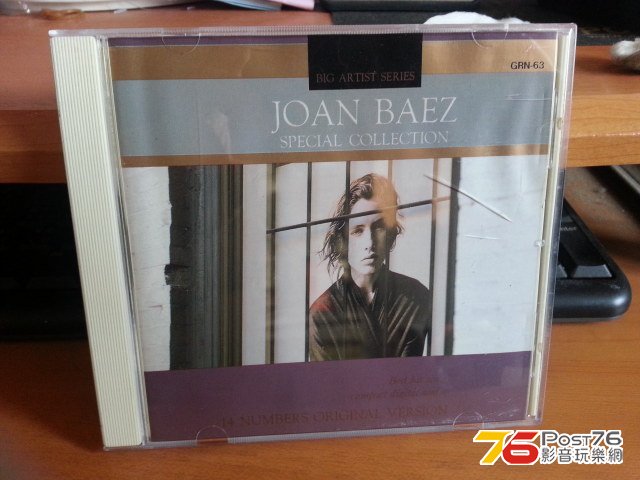 BIG ARTIST SERIES
GRN-63
JOAN BAEZ
SPECIAL COLLECTION
14 NUMBERS ORIGINAL VERSION
76 Post76
影音玩樂網